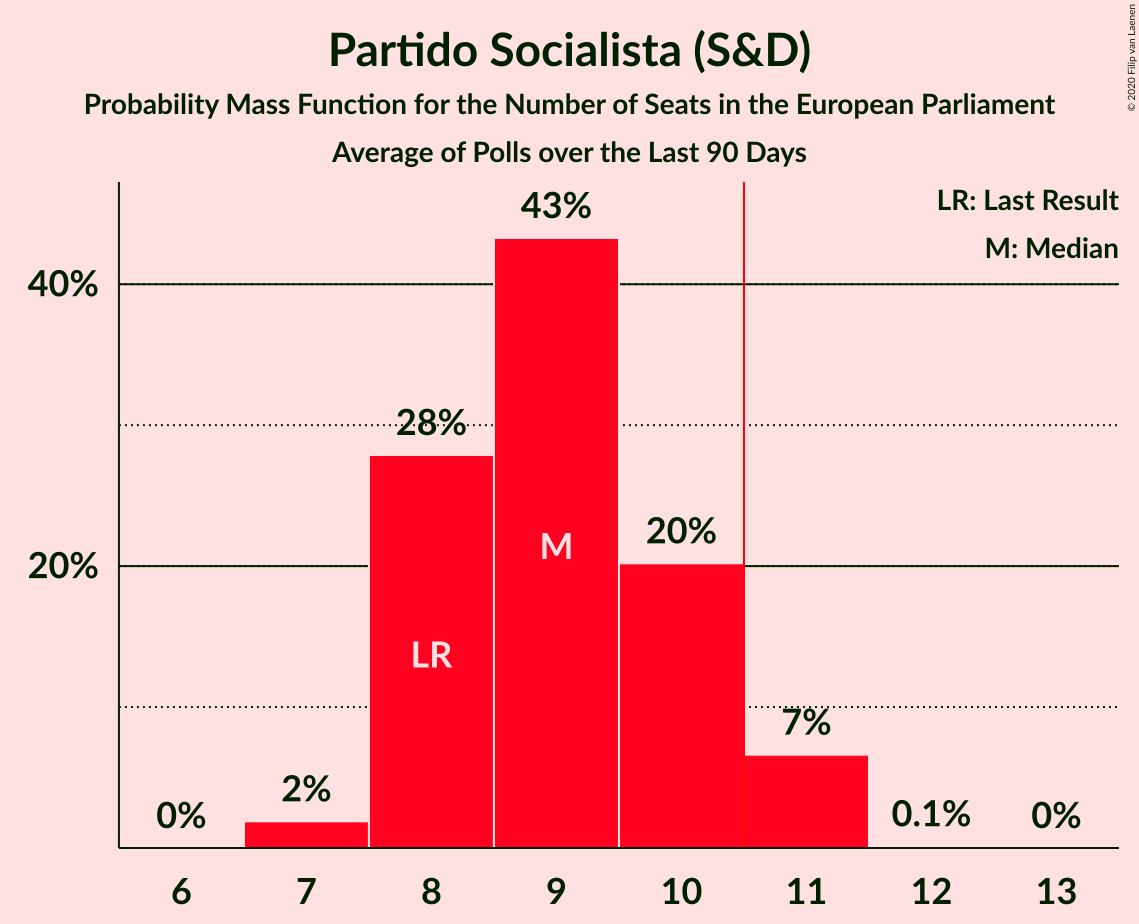 Partido Socialista (S&D)
Probability Mass Function for the Number of Seats in the European Parliament
Average of Polls over the Last 90 Days
© 2020 Filip van Laenen
LR: Last Result
M: Median
40%
20%
0%
2%
28%
43%
20%
7%
0.1%
0%
LR
M
6 7 8 9 10 11 12 13